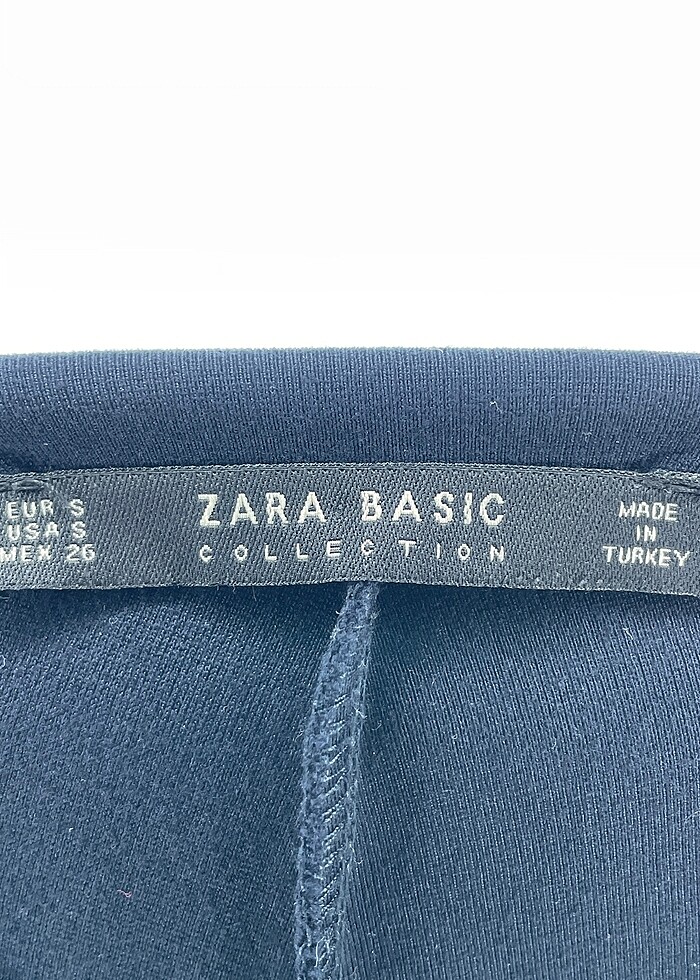 EUR S
USA S
MEX 26
ZARA BASIC
COLLECTION
MADE
IN
TURKEY